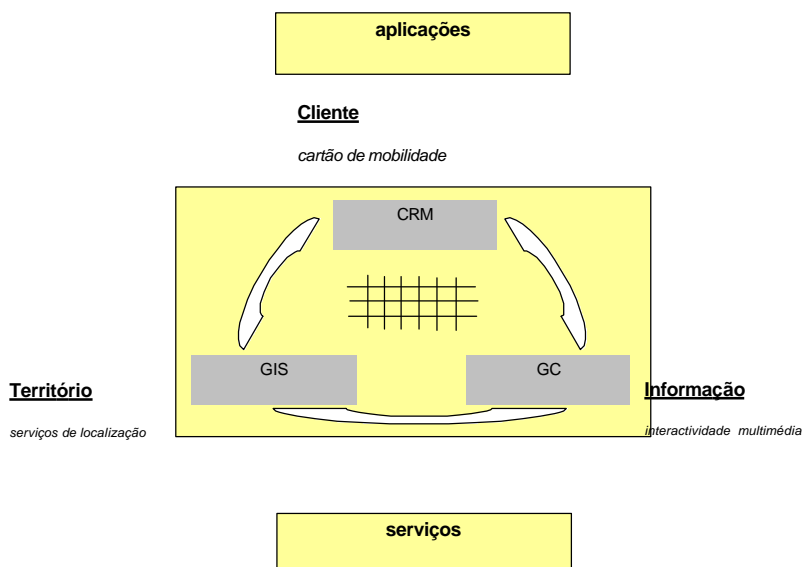 aplicações
Cliente
cartão de mobilidade
CRM
GIS
GC
Território
Informação
serviços de localização
interactividade multimédia
serviços